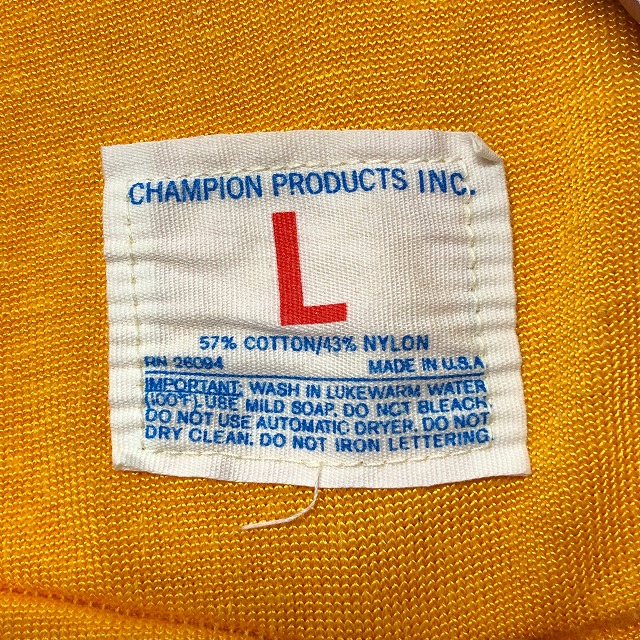 CHAMPION PRODUCTS INC.
L
57% COTTON/43% NYLON
RN 26094 MADE IN U.S.A
IMPORTANT: WASH IN LUKEWARM WATER
(100°F) USE MILD SOAP. DO NOT BLEACH.
DO NOT USE AUTOMATIC DRYER. DO NOT
DRY CLEAN. DO NOT IRON LETTERING.